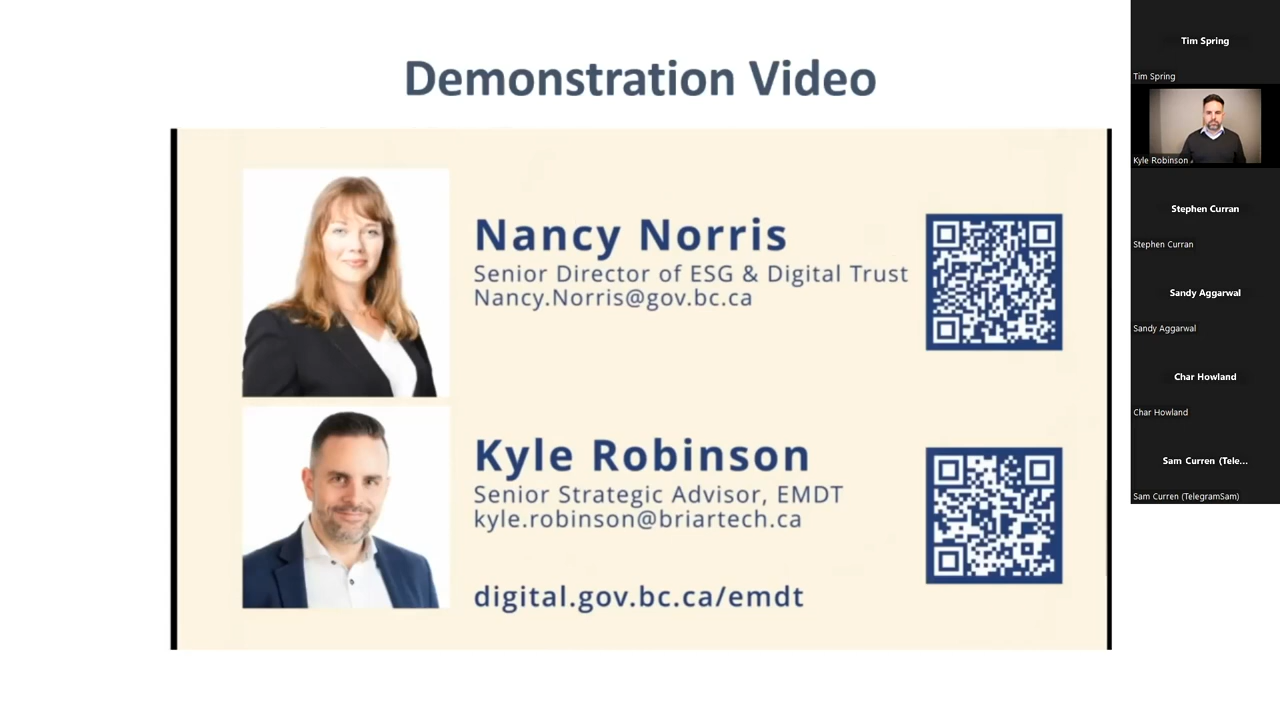 Demonstration Video
Nancy Norris
Senior Director of ESG & Digital Trust
Nancy.Norris@gov.bc.ca
Kyle Robinson
Senior Strategic Advisor, EMDT
kyle.robinson@briartech.ca
digital.gov.bc.ca/emdt
Tim Spring
Tim Spring
Kyle Robinson
Stephen Curran
Stephen Curran
Sandy Aggarwal
Sandy Aggarwal
Char Howland
Char Howland
Sam Curren (Tele...
Sam Curren (TelegramSam)